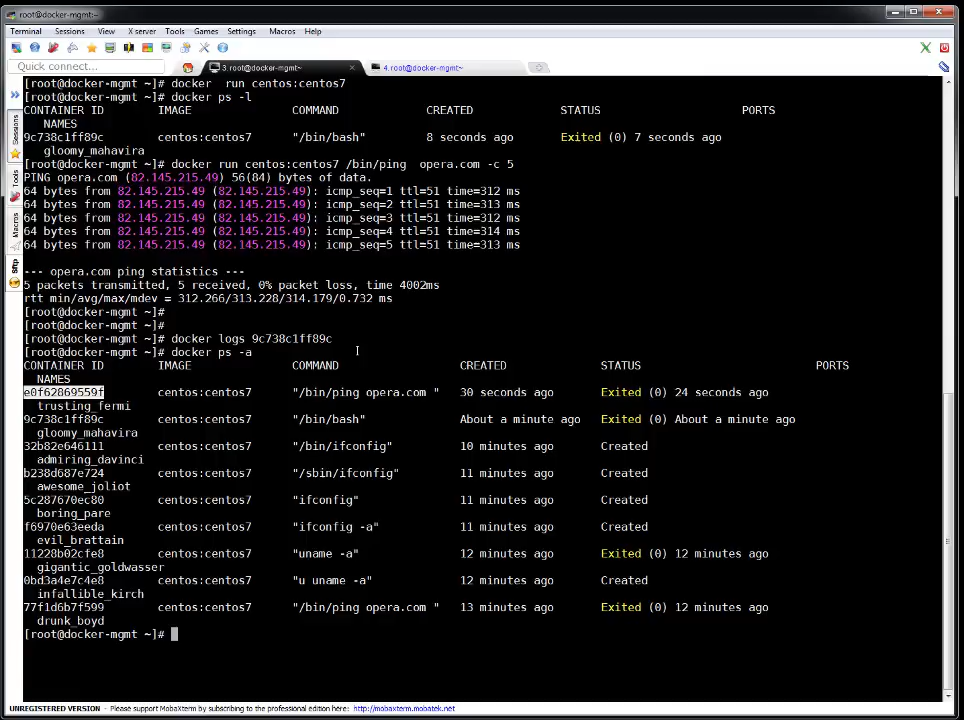 root@docker-mgmt:~
Terminal Sessions View X server Tools Games Settings Macros Help
Quick connect...
3. root@docker-mgmt:~
4. root@docker-mgmt:~
Sessions
Tools
Macros
Sftp
[root@docker-mgmt ~]# docker  run centos:centos7
[root@docker-mgmt ~]# docker ps -l
CONTAINER ID IMAGE COMMAND CREATED STATUS PORTS
NAMES
9c738c1ff89c centos:centos7 "/bin/bash" 8 seconds ago Exited (0) 7 seconds ago
gloomy_mahavira
[root@docker-mgmt ~]# docker run centos:centos7 /bin/ping  opera.com -c 5
PING opera.com (82.145.215.49) 56(84) bytes of data.
64 bytes from 82.145.215.49 (82.145.215.49): icmp_seq=1 ttl=51 time=312 ms
64 bytes from 82.145.215.49 (82.145.215.49): icmp_seq=2 ttl=51 time=313 ms
64 bytes from 82.145.215.49 (82.145.215.49): icmp_seq=3 ttl=51 time=312 ms
64 bytes from 82.145.215.49 (82.145.215.49): icmp_seq=4 ttl=51 time=314 ms
64 bytes from 82.145.215.49 (82.145.215.49): icmp_seq=5 ttl=51 time=313 ms
--- opera.com ping statistics ---
5 packets transmitted, 5 received, 0% packet loss, time 4002ms
rtt min/avg/max/mdev = 312.266/313.228/314.179/0.732 ms
[root@docker-mgmt ~]#
[root@docker-mgmt ~]#
[root@docker-mgmt ~]# docker logs 9c738c1ff89c
[root@docker-mgmt ~]# docker ps -a
CONTAINER ID IMAGE COMMAND CREATED STATUS PORTS
NAMES
e0f62869559f centos:centos7 "/bin/ping opera.com " 30 seconds ago Exited (0) 24 seconds ago
trusting_fermi
9c738c1ff89c centos:centos7 "/bin/bash" About a minute ago Exited (0) About a minute ago
gloomy_mahavira
32b82e646111 centos:centos7 "/bin/ifconfig" 10 minutes ago Created
admiring_davinci
b238d687e724 centos:centos7 "/sbin/ifconfig" 11 minutes ago Created
awesome_joliot
5c287670ec80 centos:centos7 "ifconfig" 11 minutes ago Created
boring_pare
f6970e63eeda centos:centos7 "ifconfig -a" 11 minutes ago Created
evil_brattain
11228b02cfe8 centos:centos7 "uname -a" 12 minutes ago Exited (0) 12 minutes ago
gigantic_goldwasser
0bd3a4e7c4e8 centos:centos7 "u uname -a" 12 minutes ago Created
infallible_kirch
77f1d6b7f599 centos:centos7 "/bin/ping opera.com " 13 minutes ago Exited (0) 12 minutes ago
drunk_boyd
[root@docker-mgmt ~]#
UNREGISTERED VERSION - Please support MobaXterm by subscribing to the professional edition here: http://mobaxterm.mobatek.net